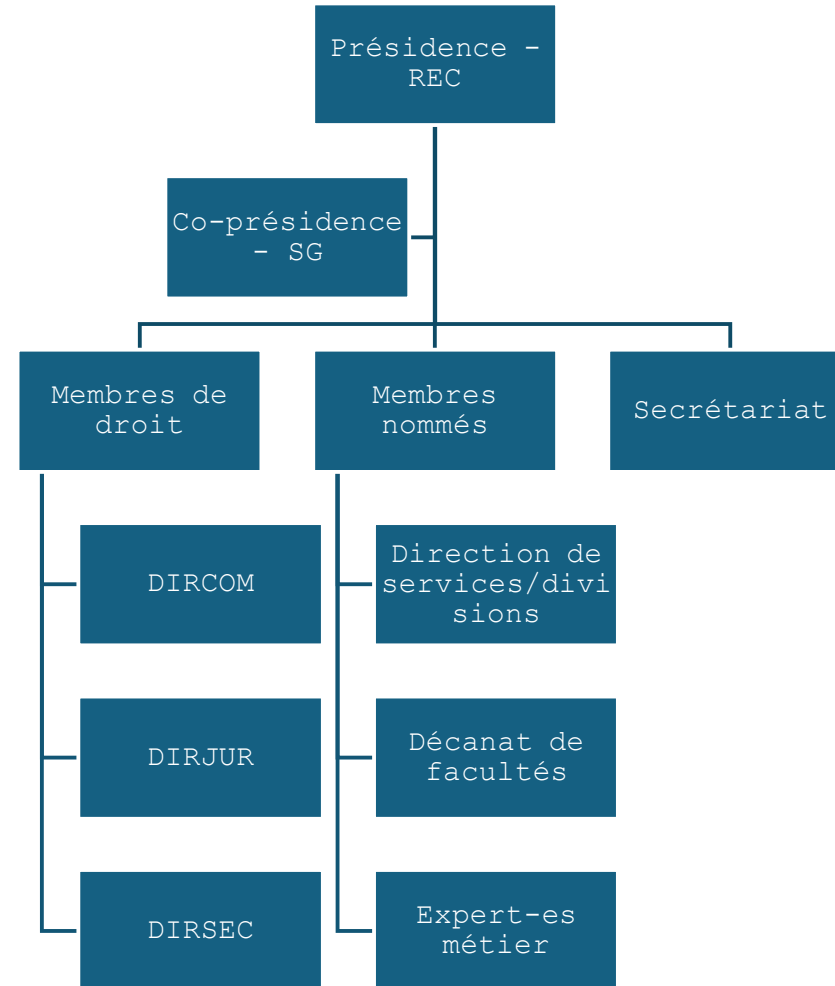 Présidence -
REC
Co-présidence
- SG
Membres de
droit
Membres
nommés
Secrétariat
DIRCOM
Direction de
services/divi
sions
DIRJUR
Décanat de
facultés
DIRSEC
Expert-es
métier